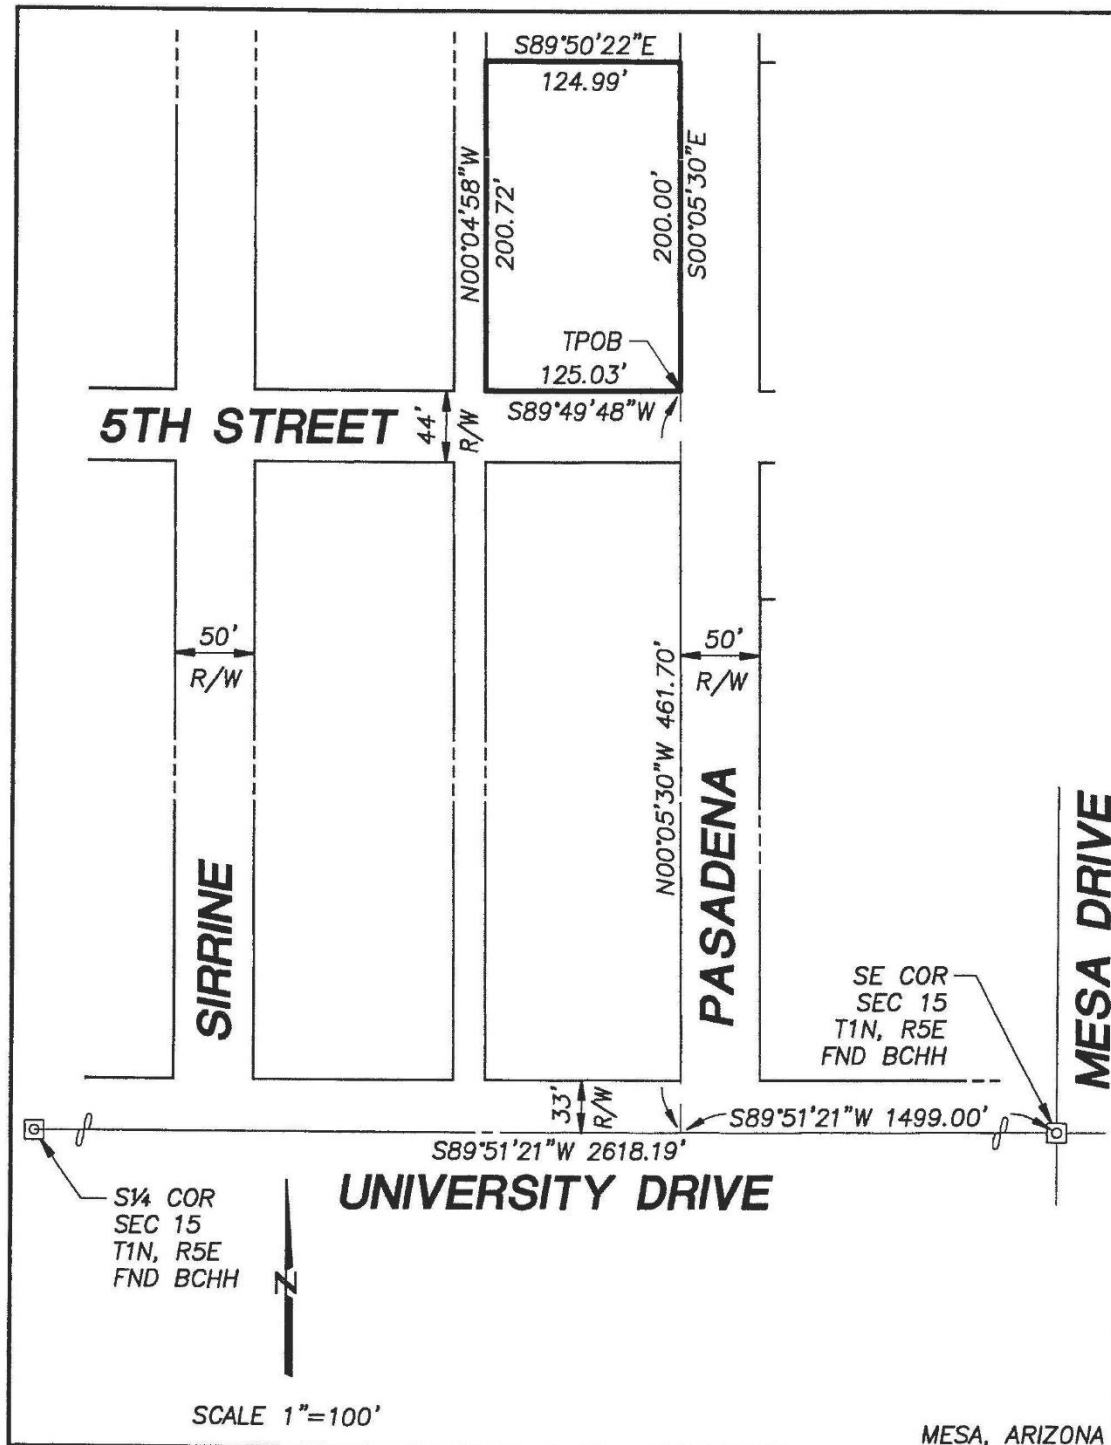 S89°50'22"E
124.99'
N00°04'58"W
200.72'
200.00'
S00°05'30"E
TPOB
125.03'
S89°49'48"W
5TH STREET
44'
R/W
50'
R/W
50'
R/W
N00°05'30"W 461.70'
SIRRINE
PASADENA
MESA DRIVE
SE COR
SEC 15
T1N, R5E
FND BCHH
33'
R/W
S89°51'21"W 1499.00'
S89°51'21"W 2618.19'
UNIVERSITY DRIVE
S1/4 COR
SEC 15
T1N, R5E
FND BCHH
N
SCALE 1"=100'
MESA, ARIZONA